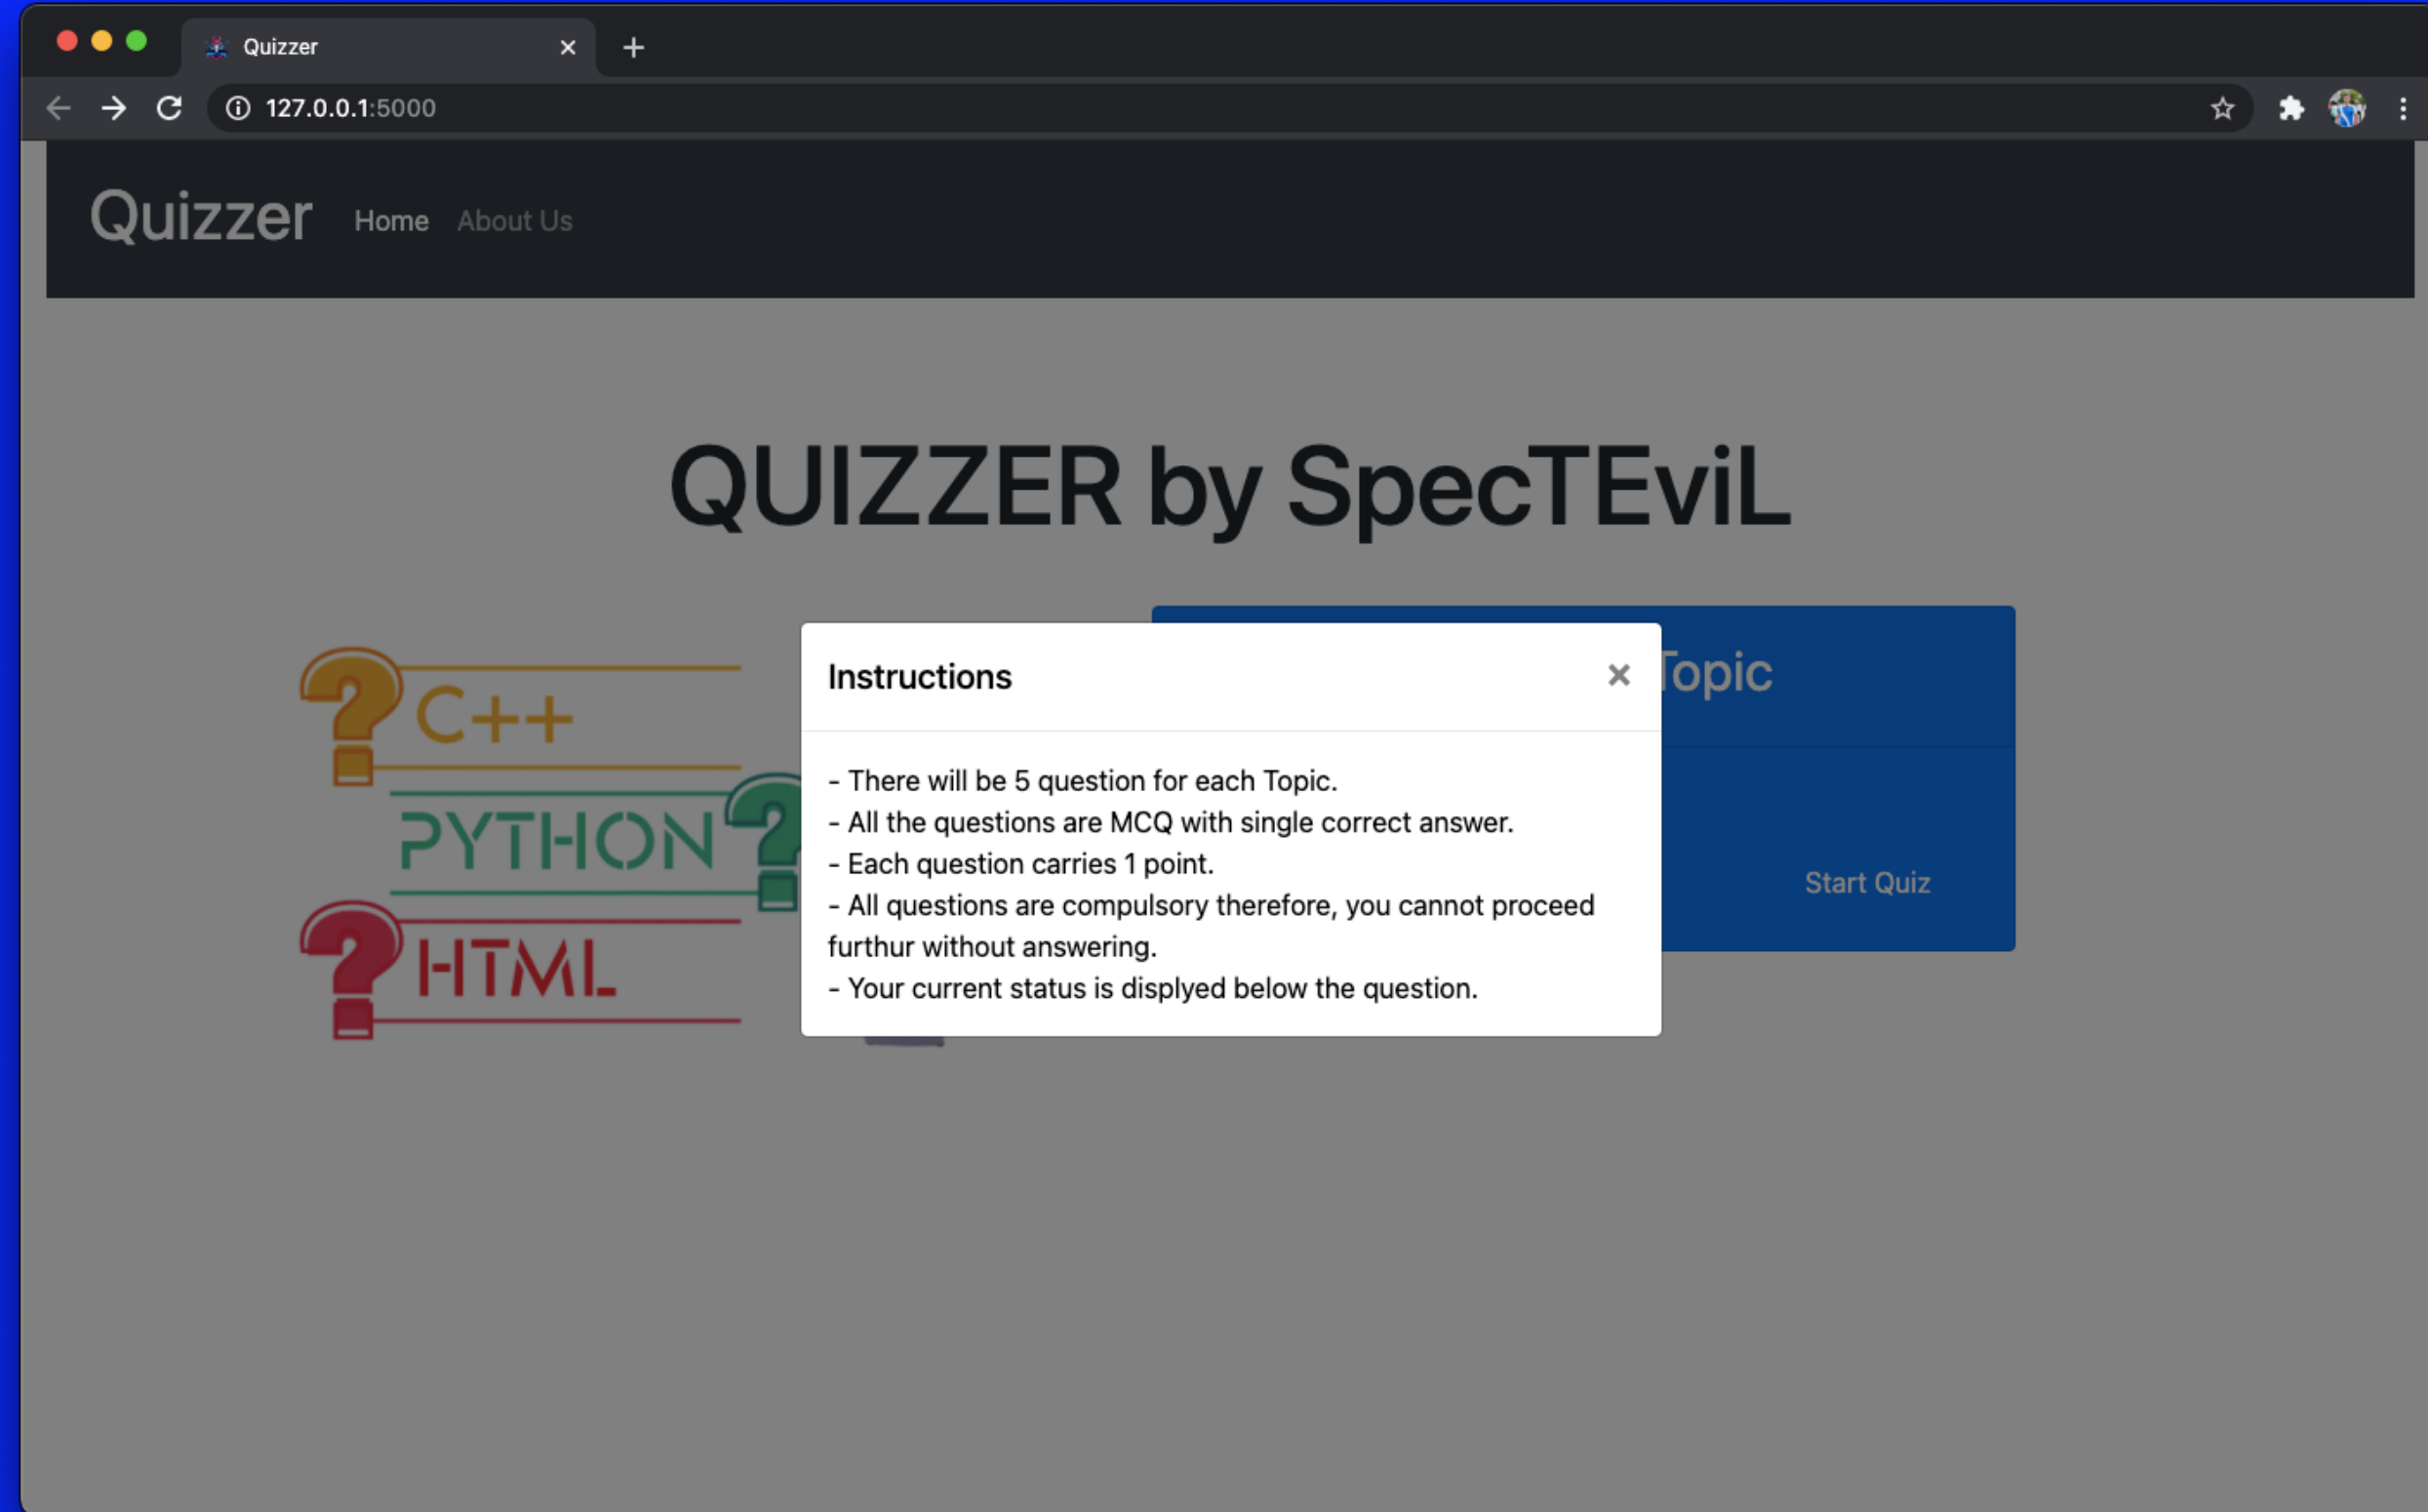 Quizzer
127.0.0.1:5000
Quizzer Home About Us
QUIZZER by SpecTEviL
C++
PYTHON
HTML
Topic
Start Quiz
Instructions
- There will be 5 question for each Topic.
- All the questions are MCQ with single correct answer.
- Each question carries 1 point.
- All questions are compulsory therefore, you cannot proceed
furthur without answering.
- Your current status is displyed below the question.